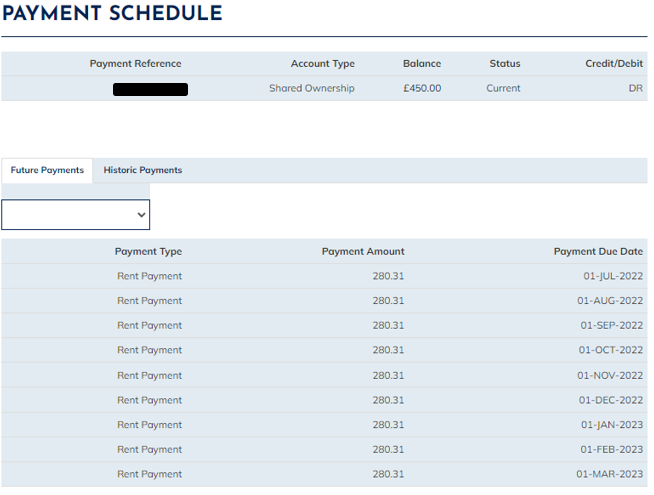 PAYMENT SCHEDULE
Payment Reference Account Type Balance Status Credit/Debit
Shared Ownership £450.00 Current DR
Future Payments Historic Payments
Payment Type Payment Amount Payment Due Date
Rent Payment 280.31 01-JUL-2022
Rent Payment 280.31 01-AUG-2022
Rent Payment 280.31 01-SEP-2022
Rent Payment 280.31 01-OCT-2022
Rent Payment 280.31 01-NOV-2022
Rent Payment 280.31 01-DEC-2022
Rent Payment 280.31 01-JAN-2023
Rent Payment 280.31 01-FEB-2023
Rent Payment 280.31 01-MAR-2023